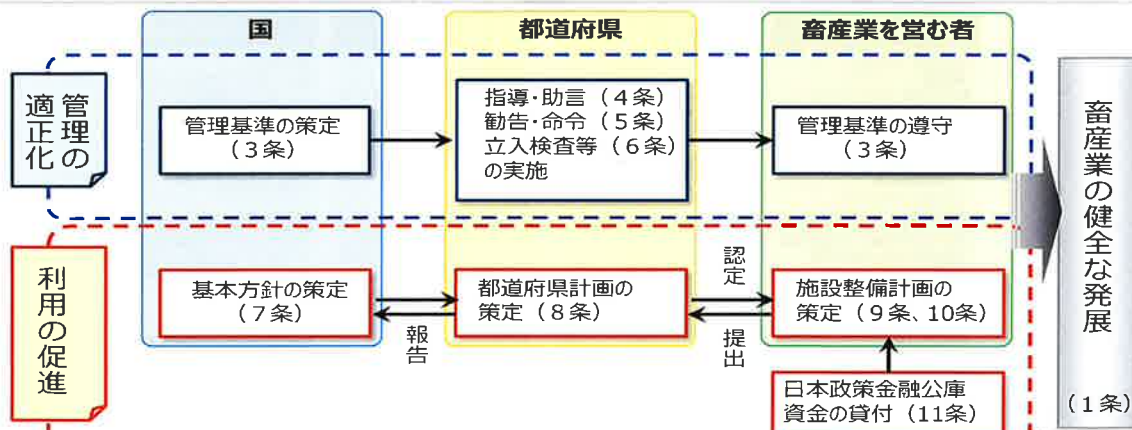 国
都道府県
畜産業を営む者
管理の
適正化
管理基準の策定
（３条）
指導・助言（４条）
勧告・命令（５条）
立入検査等（６条）
の実施
管理基準の遵守
（３条）
利用の促進
基本方針の策定
（７条）
報告
都道府県計画の
策定（８条）
認定
提出
施設整備計画の
策定（９条、10条）
日本政策金融公庫
資金の貸付（11条）
畜産業の健全な発展
（１条）